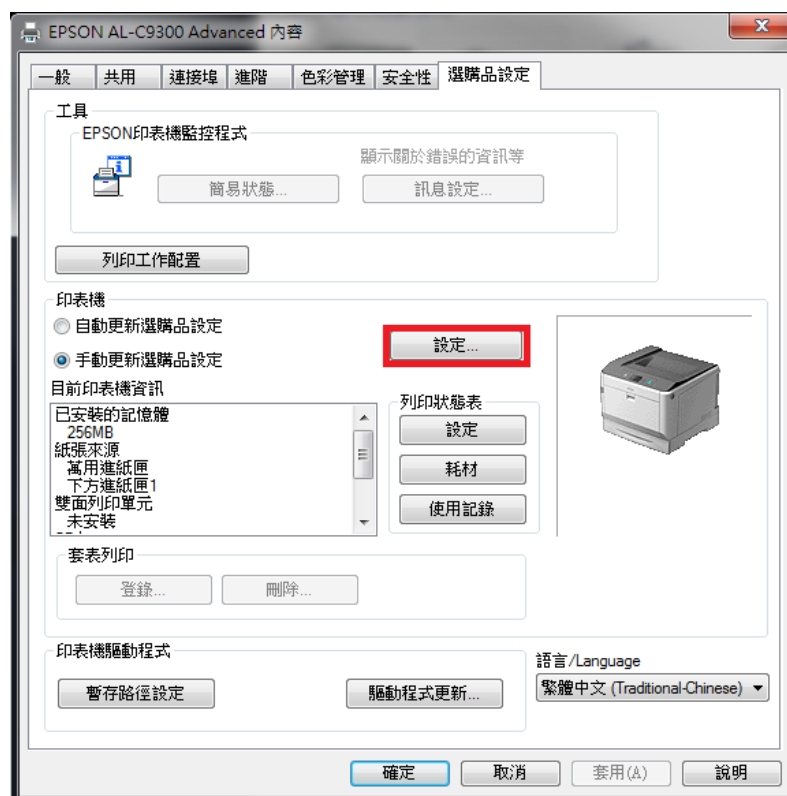 EPSON AL-C9300 Advanced 內容
一般 共用 連接埠 進階 色彩管理 安全性 選購品設定
工具
EPSON印表機監控程式
顯示關於錯誤的資訊等
簡易狀態... 訊息設定...
列印工作配置
印表機
自動更新選購品設定
設定...
手動更新選購品設定
目前印表機資訊
已安裝的記憶體
256MB
紙張來源
萬用進紙匣
下方進紙匣1
雙面列印單元
未安裝
列印狀態表
設定
耗材
使用記錄
套表列印
登錄... 刪除...
印表機驅動程式
暫存路徑設定 驅動程式更新...
語言/Language
繁體中文 (Traditional-Chinese)
確定 取消 套用(A) 說明